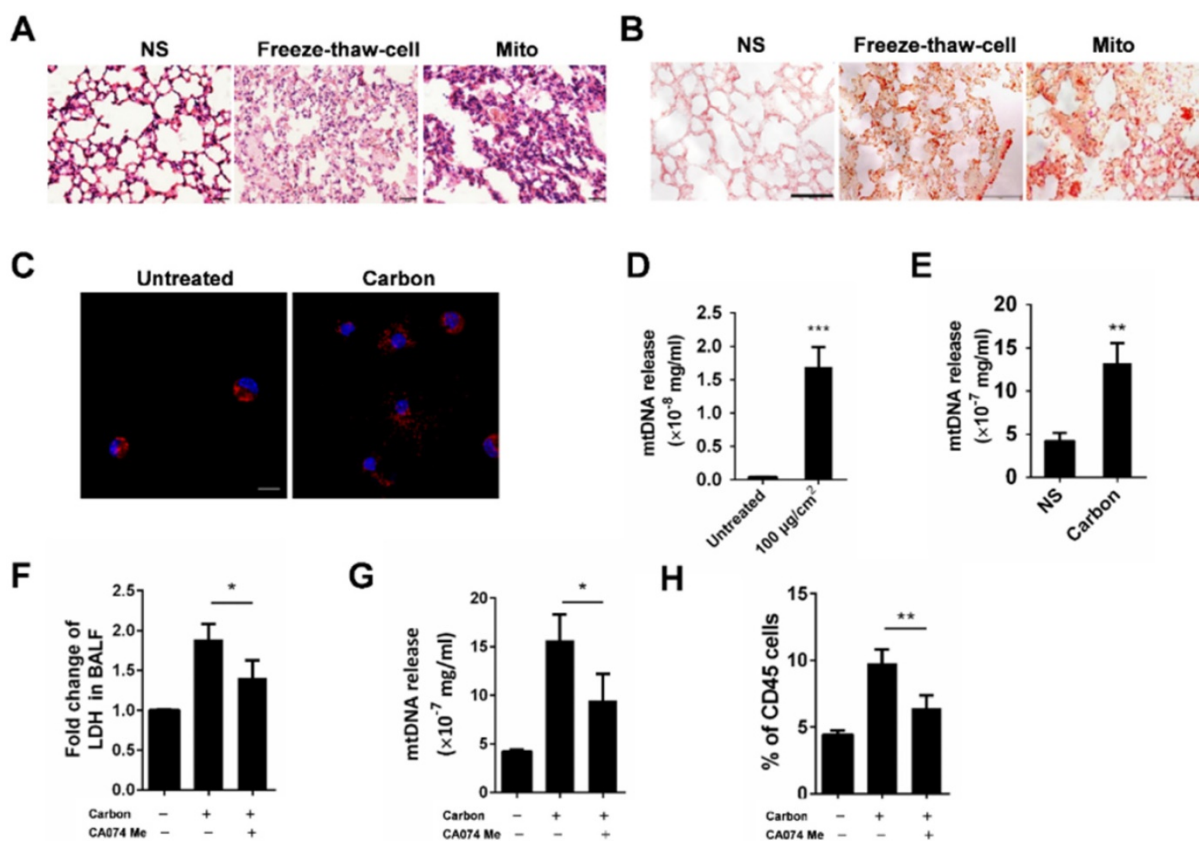 A
NS Freeze-thaw-cell Mito
B
NS Freeze-thaw-cell Mito
C
Untreated Carbon
D
mtDNA release
(×10⁻⁸ mg/ml)
2.5
2.0
1.5
1.0
0.5
0.0
***
Untreated
100 µg/cm²
E
mtDNA release
(×10⁻⁷ mg/ml)
20
15
10
5
0
**
NS
Carbon
F
Fold change of
LDH in BALF
2.5
2.0
1.5
1.0
0.5
0.0
*
Carbon – + +
CA074 Me – – +
G
mtDNA release
(×10⁻⁷ mg/ml)
20
15
10
5
0
*
Carbon – + +
CA074 Me – – +
H
% of CD45 cells
15
10
5
0
**
Carbon – + +
CA074 Me – – +